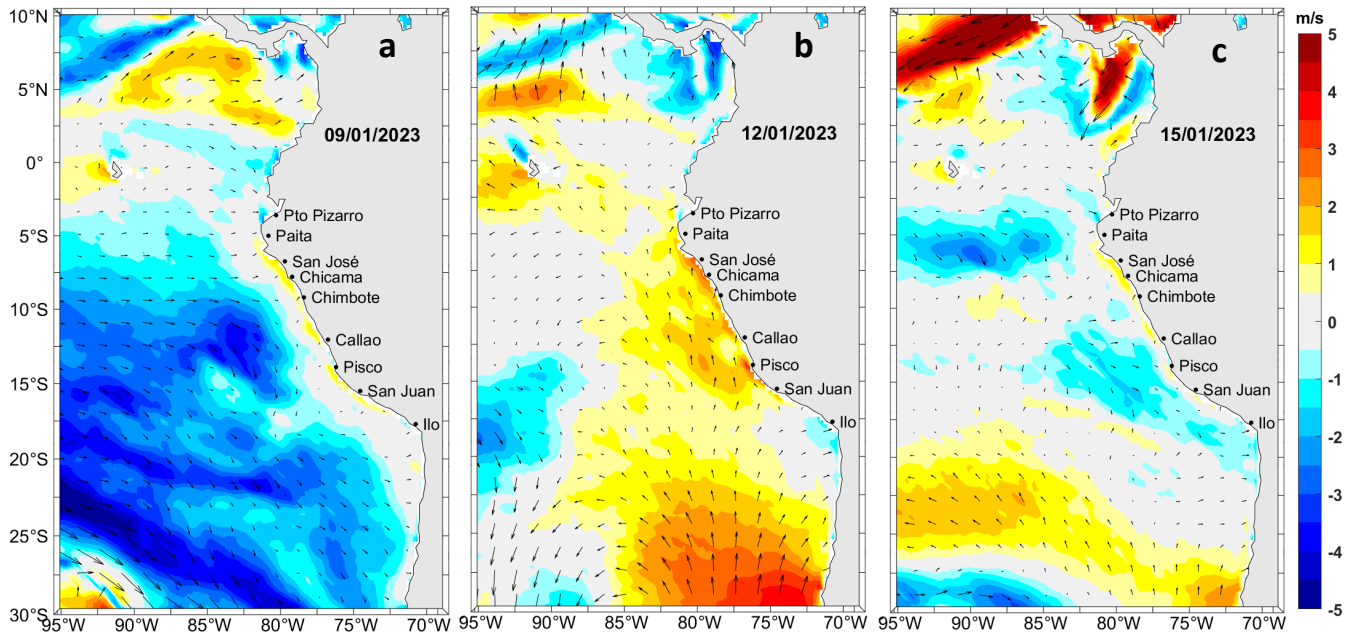 a
09/01/2023
10°N
5°N
0°
5°S
10°S
15°S
20°S
25°S
30°S
Pto Pizarro
Paita
San José
Chicama
Chimbote
Callao
Pisco
San Juan
Ilo
95°W 90°W 85°W 80°W 75°W 70°W
b
12/01/2023
Pto Pizarro
Paita
San José
Chicama
Chimbote
Callao
Pisco
San Juan
Ilo
95°W 90°W 85°W 80°W 75°W 70°W
c
15/01/2023
Pto Pizarro
Paita
San José
Chicama
Chimbote
Callao
Pisco
San Juan
Ilo
95°W 90°W 85°W 80°W 75°W 70°W
m/s
5
4
3
2
1
0
-1
-2
-3
-4
-5